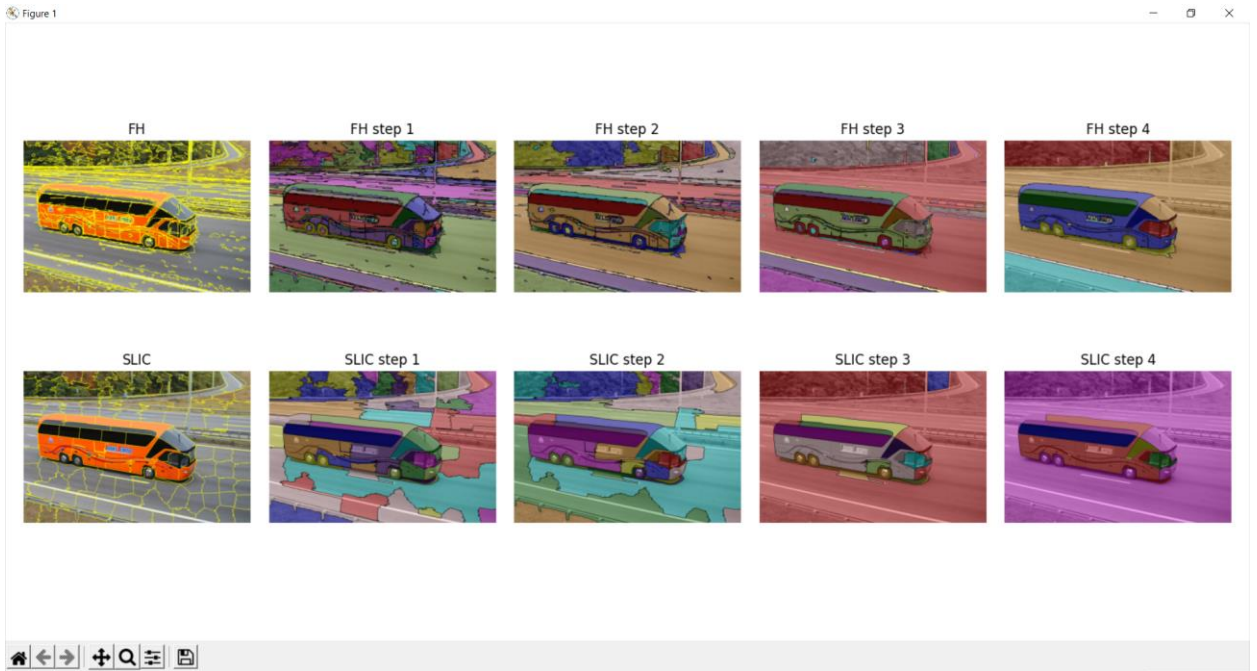 Figure 1
FH
FH step 1
FH step 2
FH step 3
FH step 4
SLIC
SLIC step 1
SLIC step 2
SLIC step 3
SLIC step 4